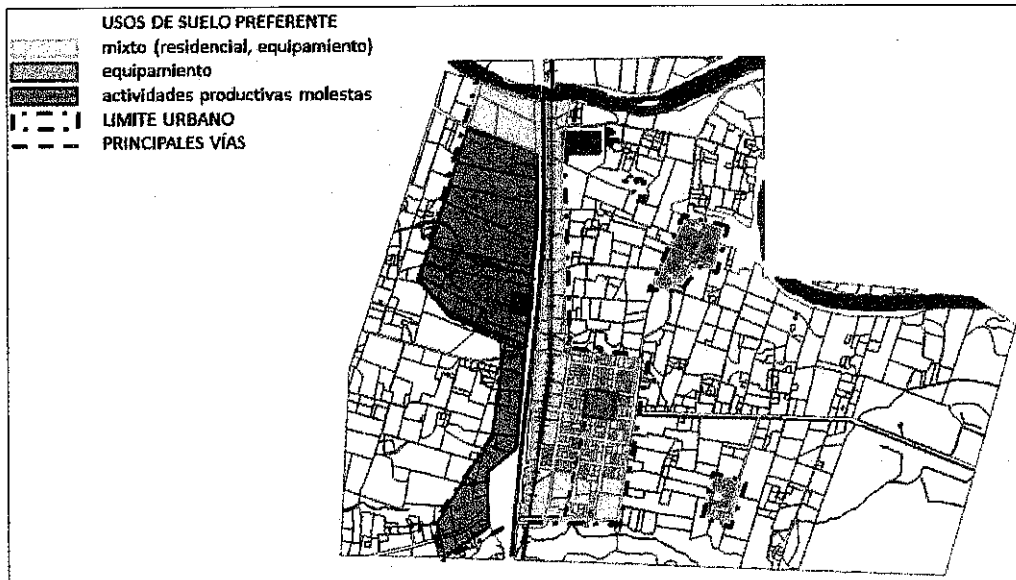 USOS DE SUELO PREFERENTE
mixto (residencial, equipamiento)
equipamiento
actividades productivas molestas
LIMITE URBANO
PRINCIPALES VÍAS